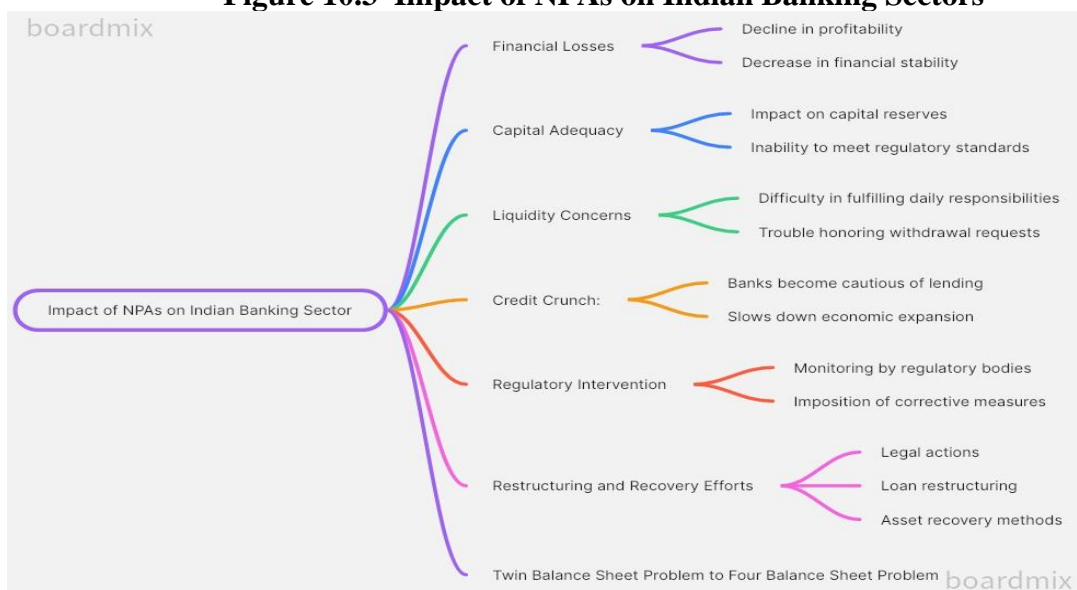 Figure 10.3 Impact of NPAs on Indian Banking Sectors
boardmix
Impact of NPAs on Indian Banking Sector
Financial Losses
Decline in profitability
Decrease in financial stability
Capital Adequacy
Impact on capital reserves
Inability to meet regulatory standards
Liquidity Concerns
Difficulty in fulfilling daily responsibilities
Trouble honoring withdrawal requests
Credit Crunch:
Banks become cautious of lending
Slows down economic expansion
Regulatory Intervention
Monitoring by regulatory bodies
Imposition of corrective measures
Restructuring and Recovery Efforts
Legal actions
Loan restructuring
Asset recovery methods
Twin Balance Sheet Problem to Four Balance Sheet Problem
boardmix